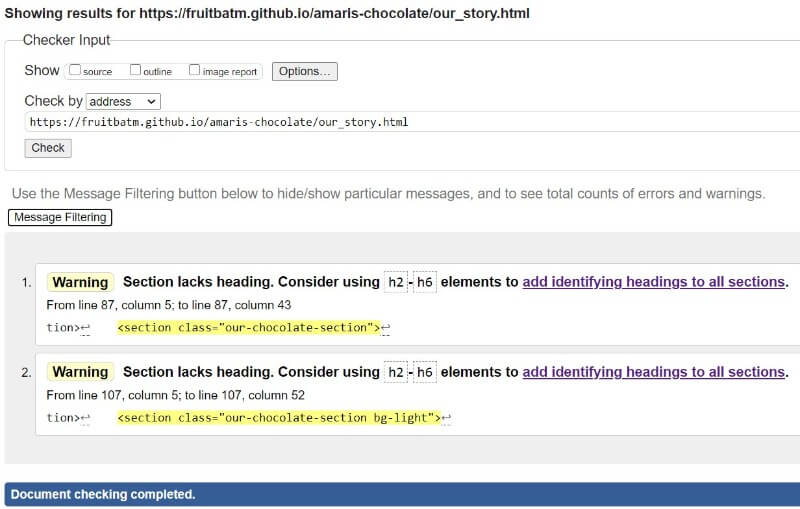 Showing results for https://fruitbatm.github.io/amaris-chocolate/our_story.html
Checker Input
Show source outline image report Options...
Check by address
https://fruitbatm.github.io/amaris-chocolate/our_story.html
Check
Use the Message Filtering button below to hide/show particular messages, and to see total counts of errors and warnings.
Message Filtering
1. Warning Section lacks heading. Consider using h2-h6 elements to add identifying headings to all sections.
From line 87, column 5; to line 87, column 43
tion>↩ <section class="our-chocolate-section">↩
2. Warning Section lacks heading. Consider using h2-h6 elements to add identifying headings to all sections.
From line 107, column 5; to line 107, column 52
tion>↩ <section class="our-chocolate-section bg-light">↩
Document checking completed.